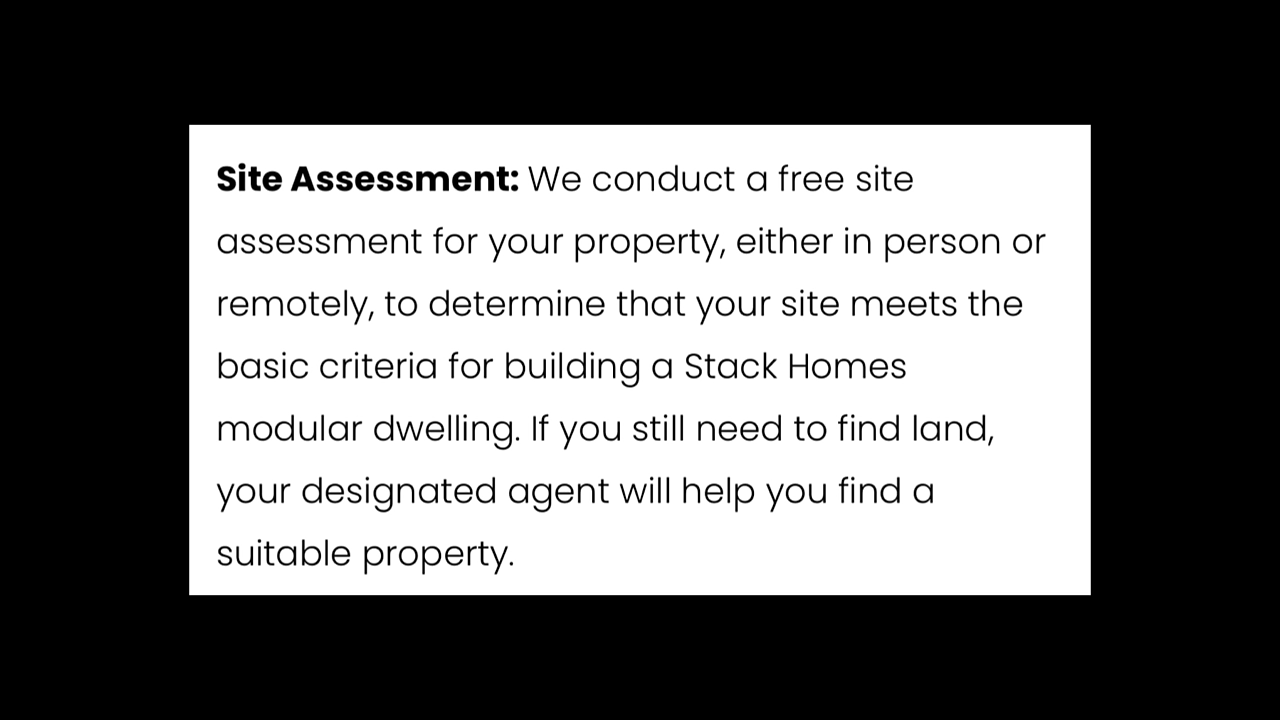 Site Assessment: We conduct a free site
assessment for your property, either in person or
remotely, to determine that your site meets the
basic criteria for building a Stack Homes
modular dwelling. If you still need to find land,
your designated agent will help you find a
suitable property.